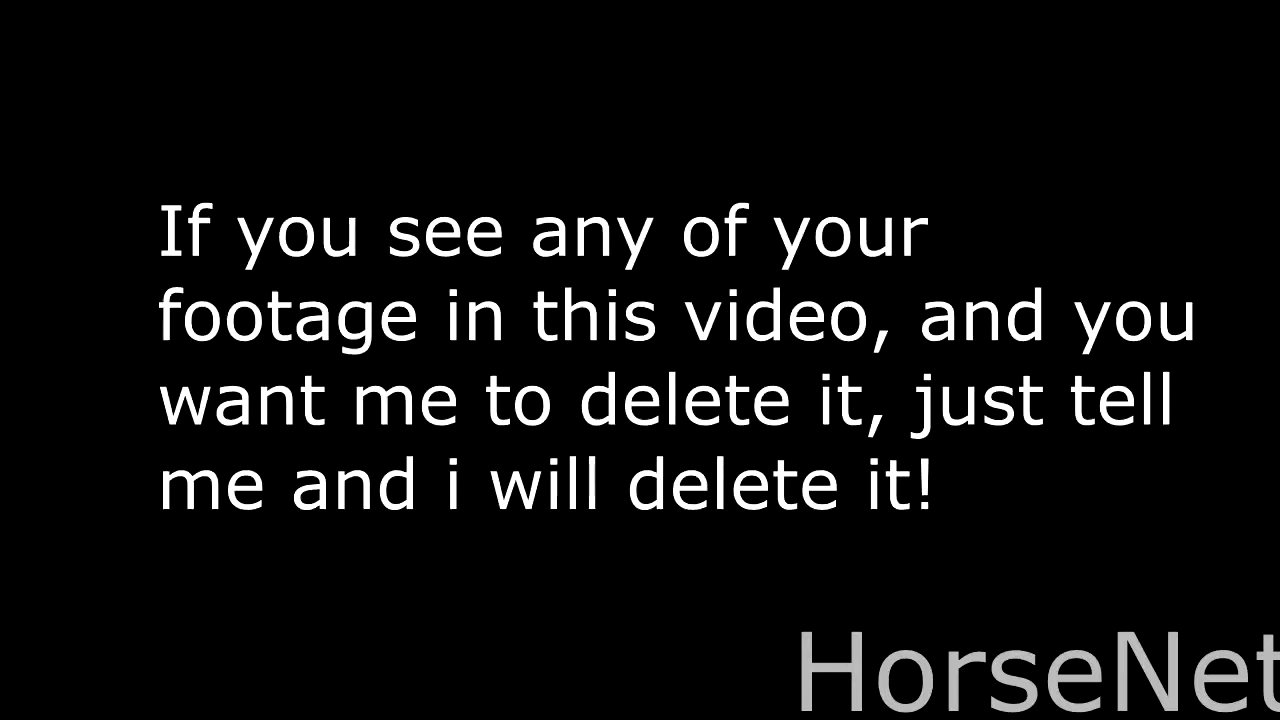 If you see any of your
footage in this video, and you
want me to delete it, just tell
me and i will delete it!
HorseNet